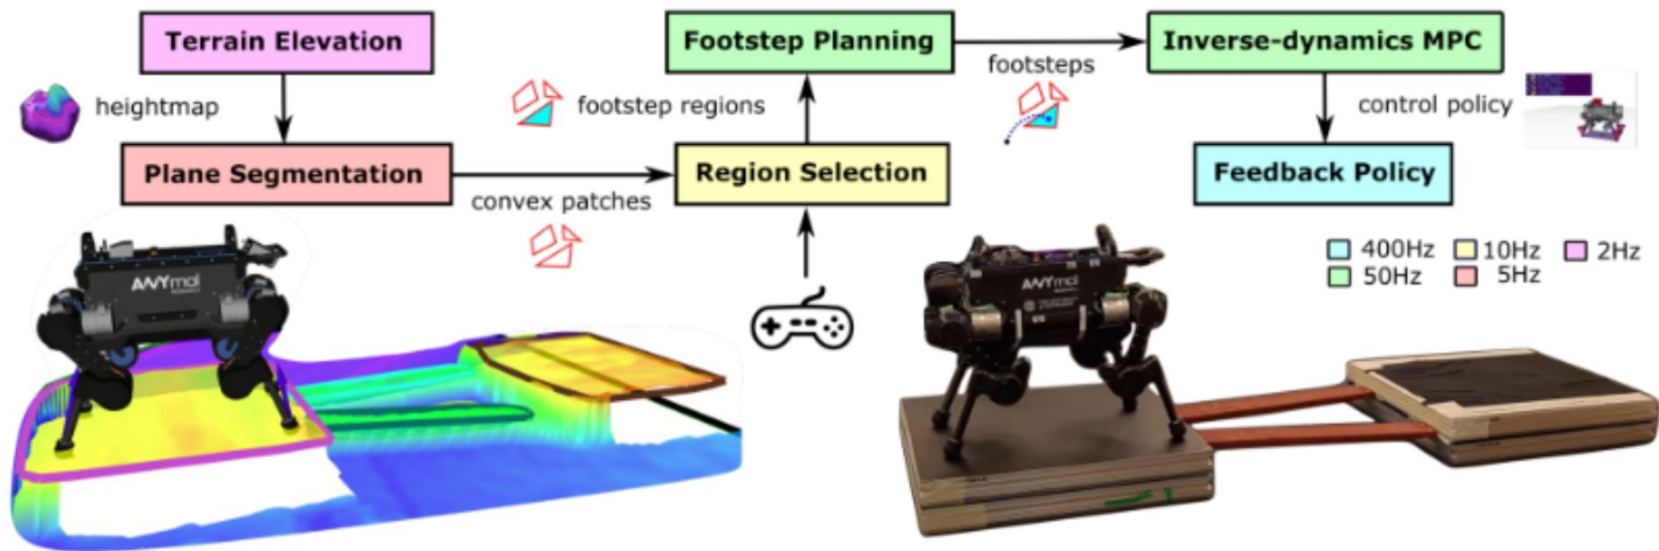 Terrain Elevation
Footstep Planning
Inverse-dynamics MPC
heightmap
footstep regions
footsteps
control policy
Plane Segmentation
convex patches
Region Selection
Feedback Policy
400Hz
10Hz
2Hz
50Hz
5Hz
ANYmal
ANYmal